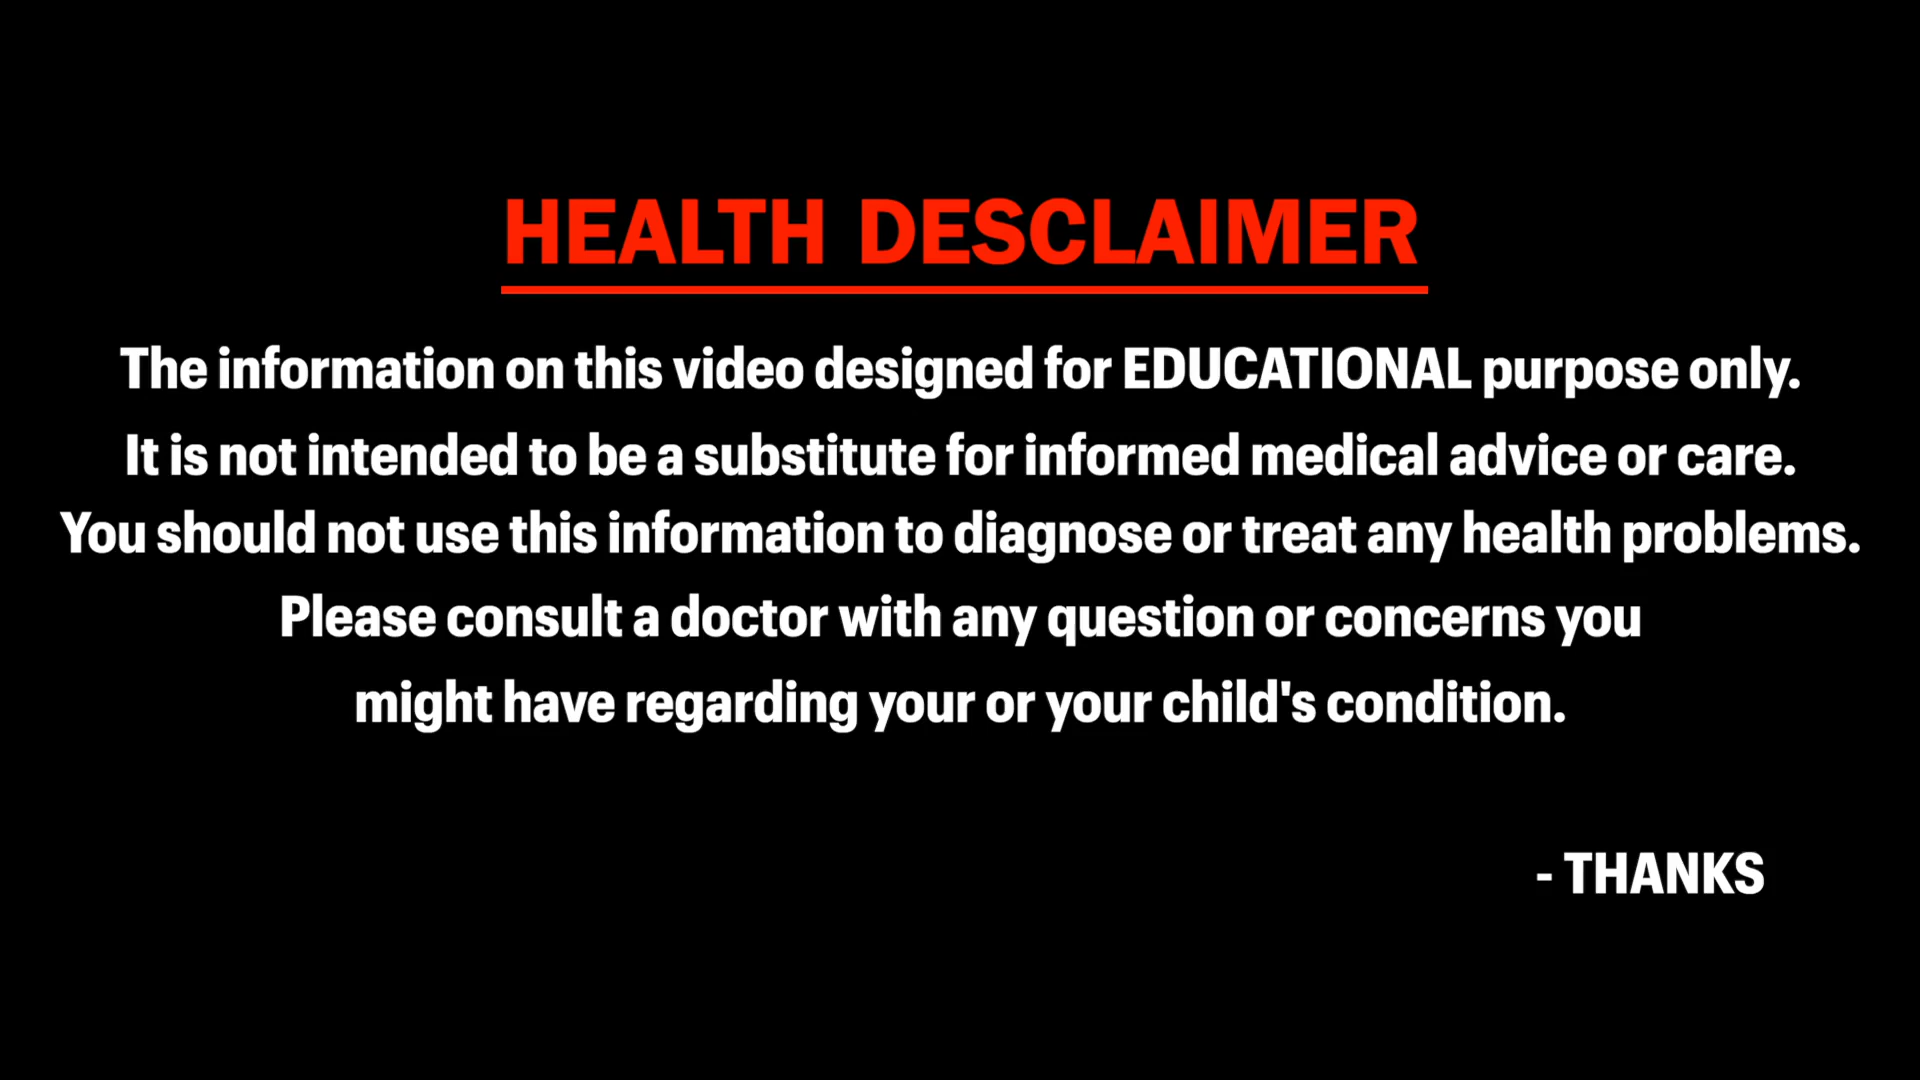 HEALTH DESCLAIMER
The information on this video designed for EDUCATIONAL purpose only.
It is not intended to be a substitute for informed medical advice or care.
You should not use this information to diagnose or treat any health problems.
Please consult a doctor with any question or concerns you
might have regarding your or your child's condition.
- THANKS